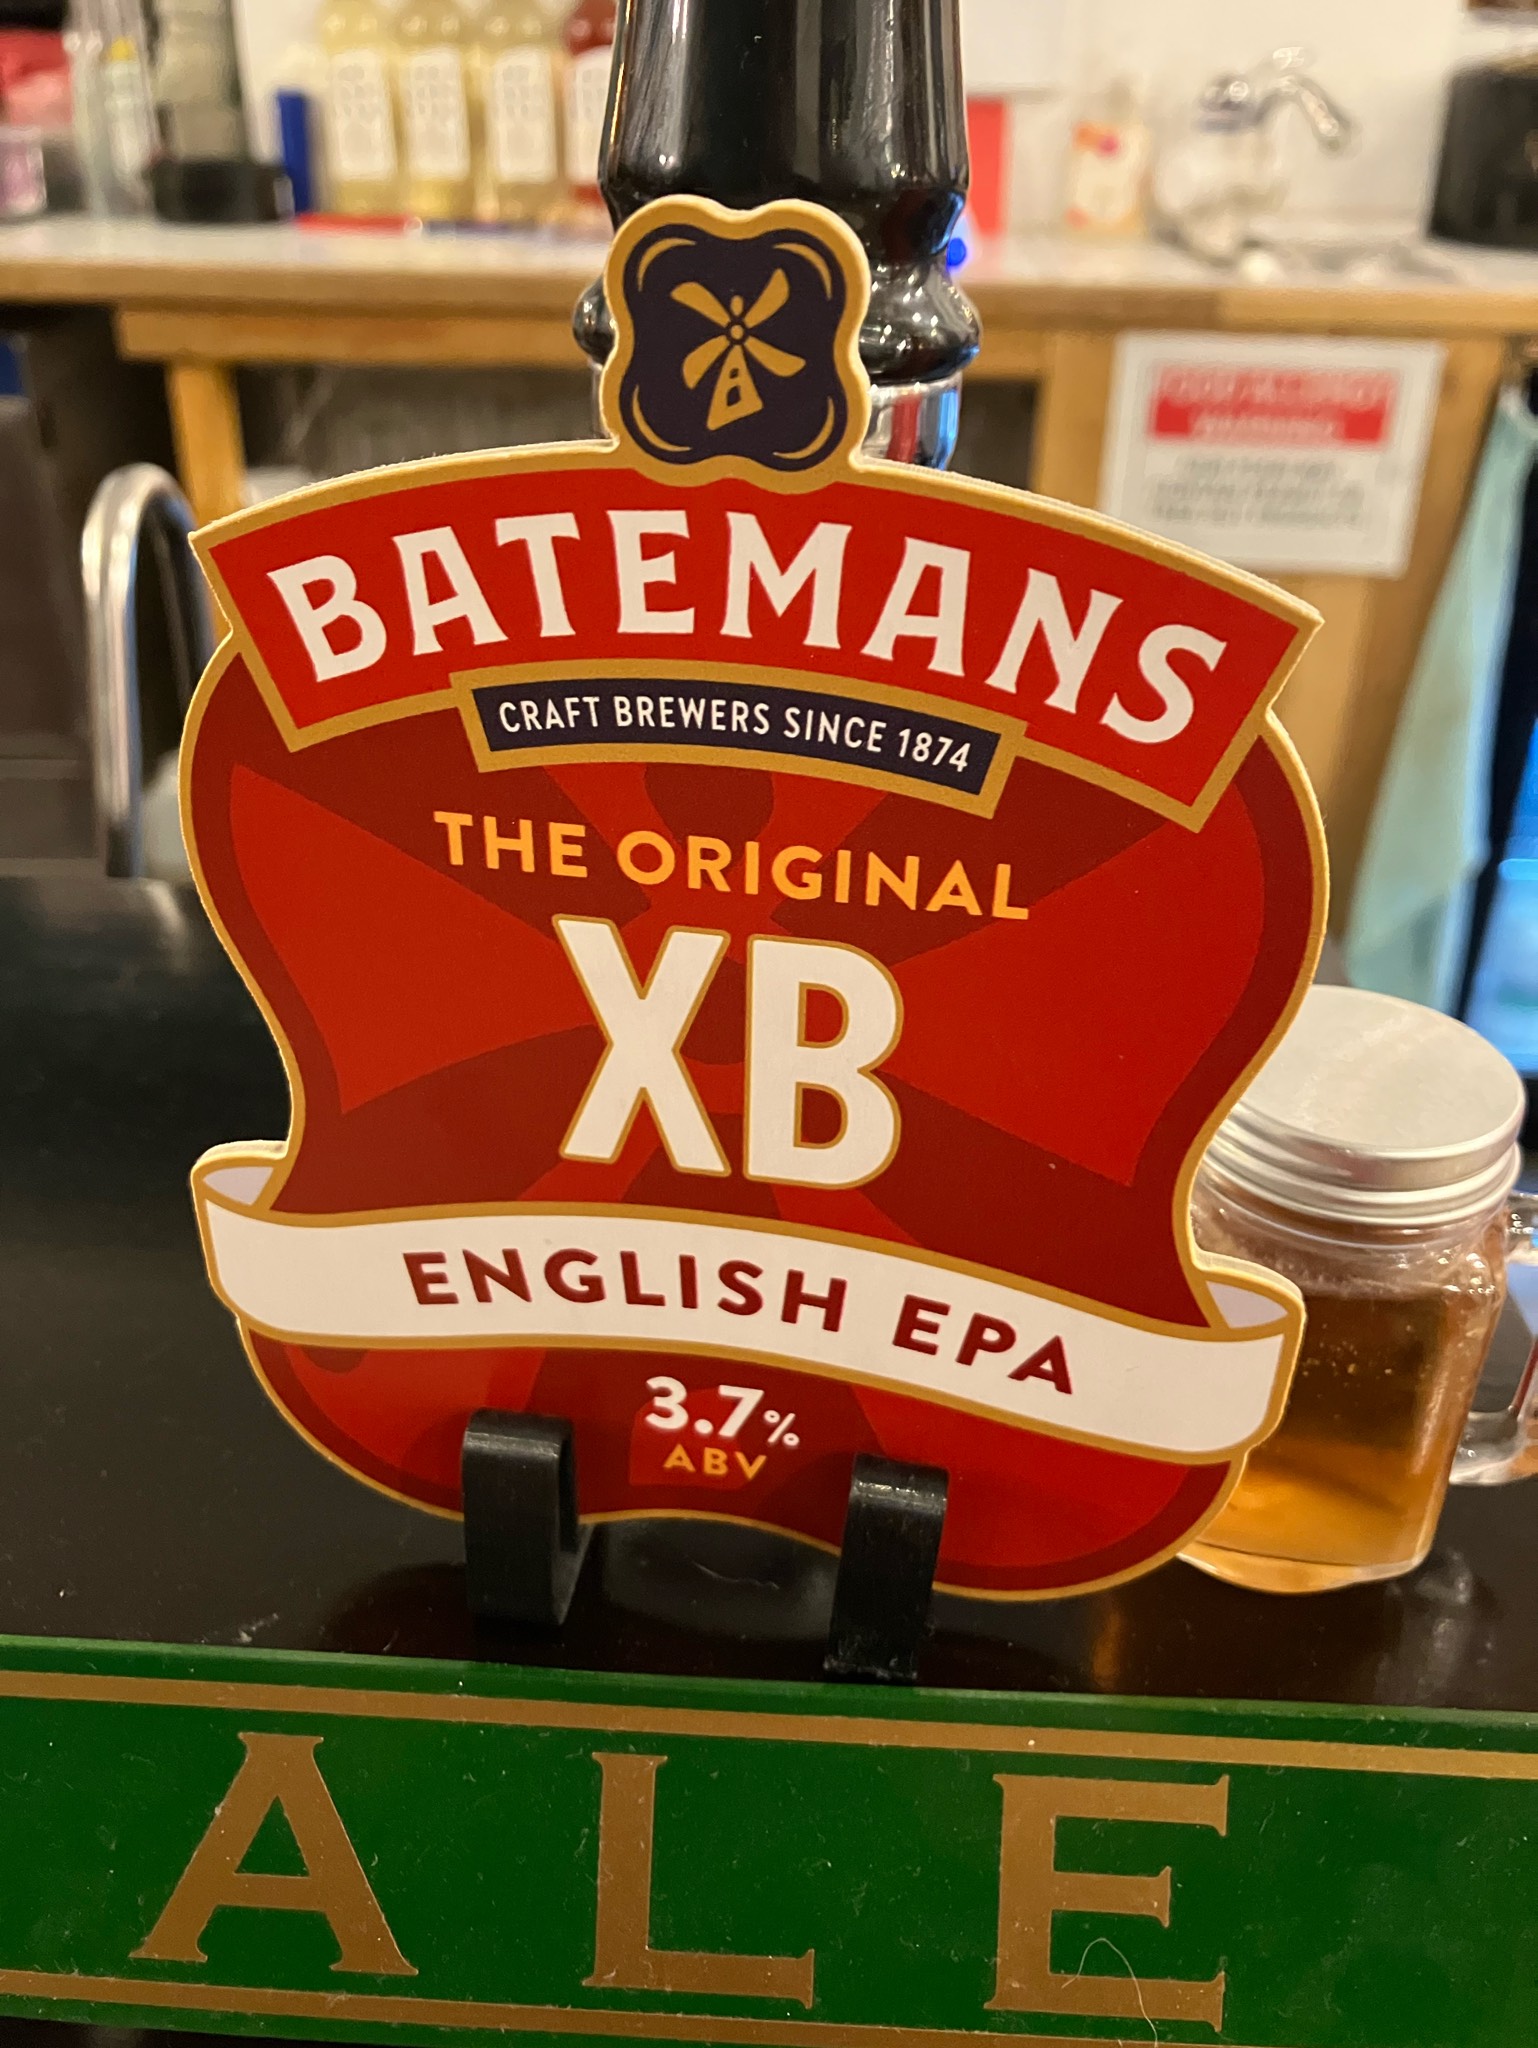 BATEMANS
CRAFT BREWERS SINCE 1874
THE ORIGINAL
XB
ENGLISH EPA
3.7%
ABV
ALE